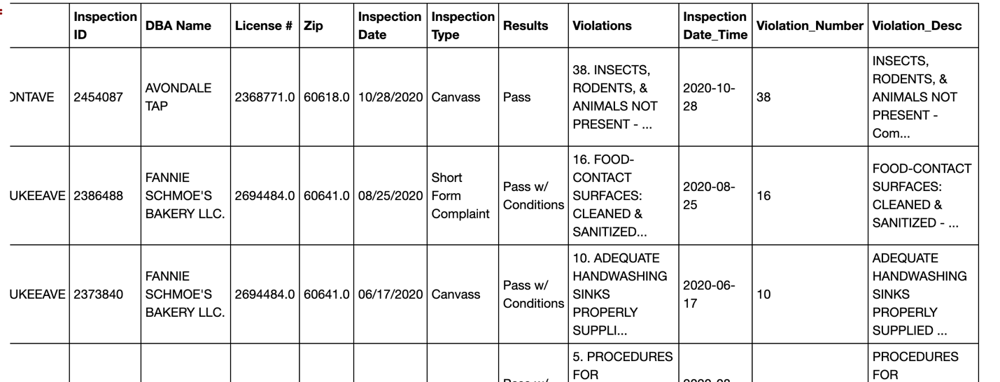 Inspection
ID
DBA Name
License #
Zip
Inspection
Date
Inspection
Type
Results
Violations
Inspection
Date_Time
Violation_Number
Violation_Desc
ONTAVE
2454087
AVONDALE
TAP
2368771.0
60618.0
10/28/2020
Canvass
Pass
38. INSECTS,
RODENTS, &
ANIMALS NOT
PRESENT - ...
2020-10-
28
38
INSECTS,
RODENTS, &
ANIMALS NOT
PRESENT -
Com...
UKEEAVE
2386488
FANNIE
SCHMOE'S
BAKERY LLC.
2694484.0
60641.0
08/25/2020
Short
Form
Complaint
Pass w/
Conditions
16. FOOD-
CONTACT
SURFACES:
CLEANED &
SANITIZED...
2020-08-
25
16
FOOD-CONTACT
SURFACES:
CLEANED &
SANITIZED - ...
UKEEAVE
2373840
FANNIE
SCHMOE'S
BAKERY LLC.
2694484.0
60641.0
06/17/2020
Canvass
Pass w/
Conditions
10. ADEQUATE
HANDWASHING
SINKS
PROPERLY
SUPPLI...
2020-06-
17
10
ADEQUATE
HANDWASHING
SINKS
PROPERLY
SUPPLIED ...
Pass w/
5. PROCEDURES
FOR
PROCEDURES
FOR